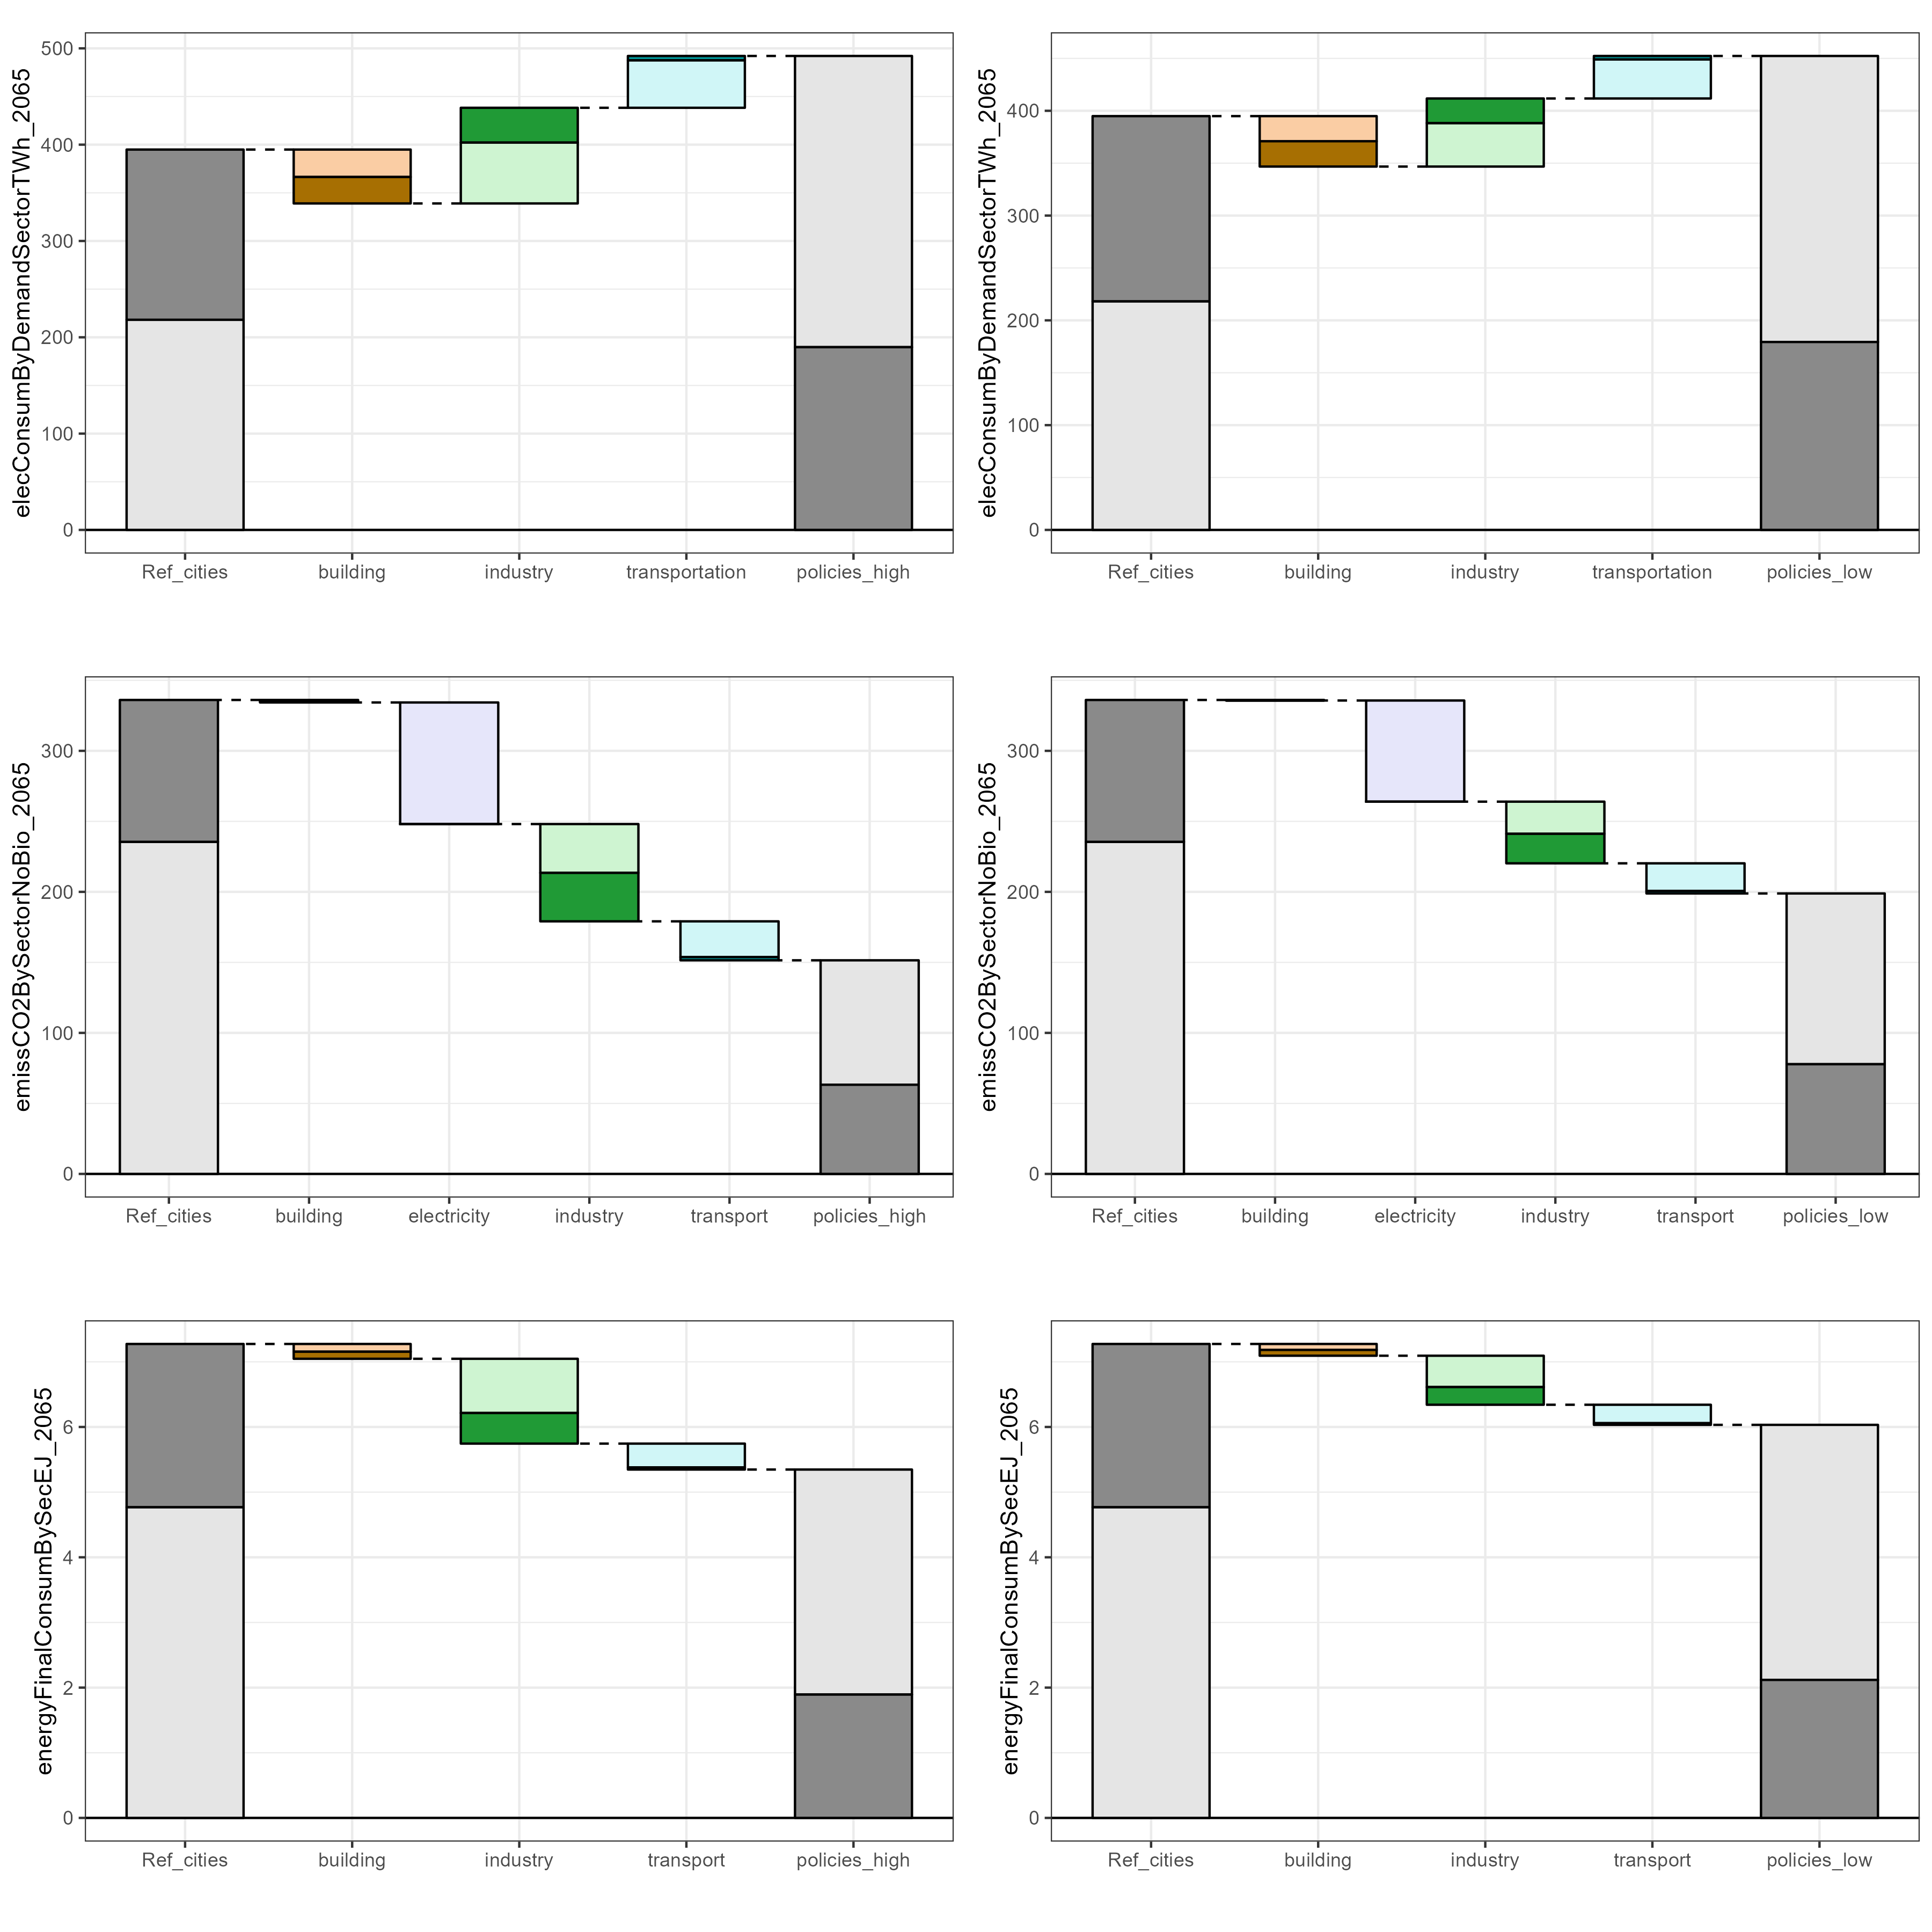 elecConsumByDemandSectorTWh_2065
500
400
300
200
100
0
Ref_cities building industry transportation policies_high
elecConsumByDemandSectorTWh_2065
400
300
200
100
0
Ref_cities building industry transportation policies_low
emissCO2BySectorNoBio_2065
300
200
100
0
Ref_cities building electricity industry transport policies_high
emissCO2BySectorNoBio_2065
300
200
100
0
Ref_cities building electricity industry transport policies_low
energyFinalConsumBySecEJ_2065
6
4
2
0
Ref_cities building industry transport policies_high
energyFinalConsumBySecEJ_2065
6
4
2
0
Ref_cities building industry transport policies_low